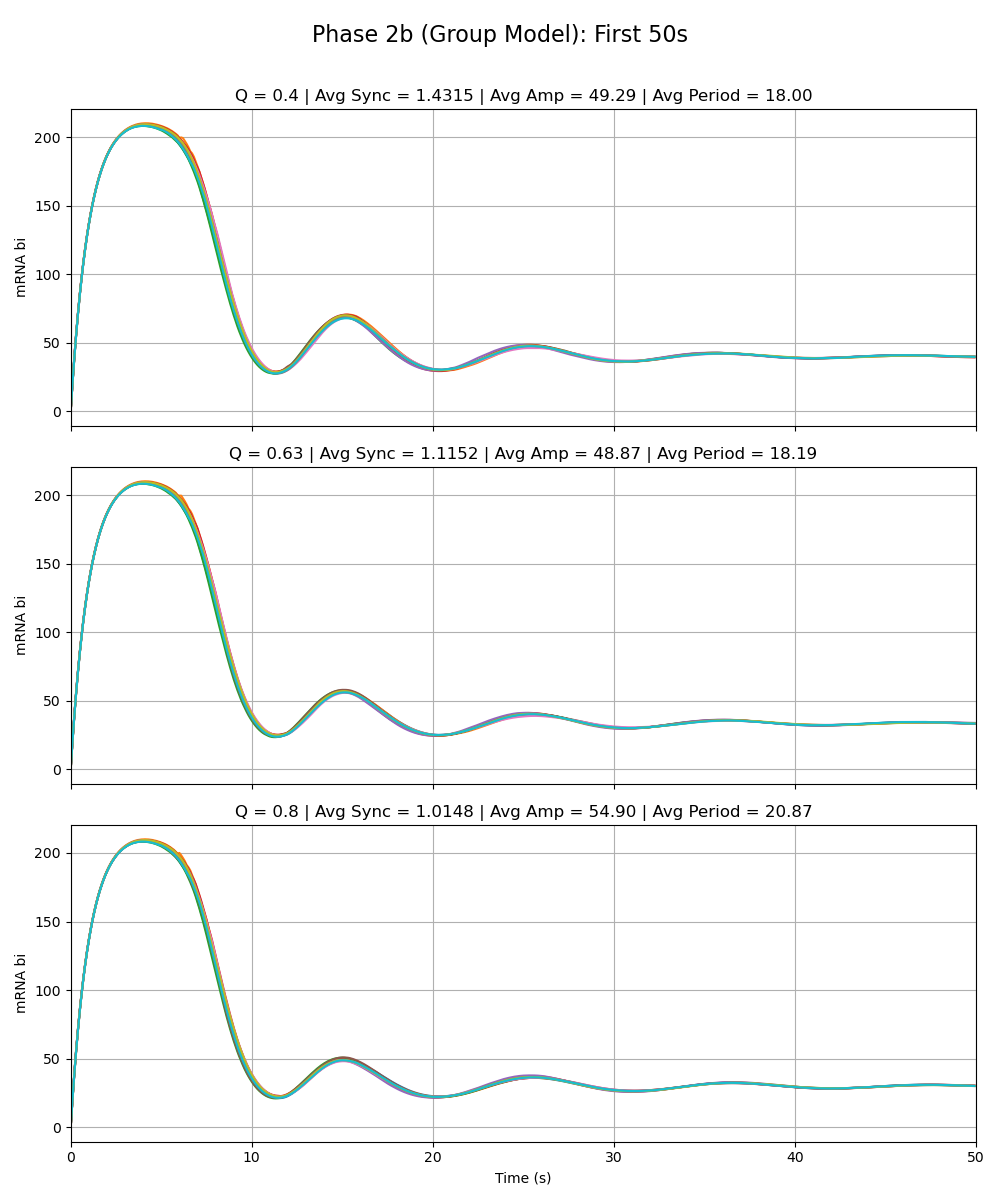 Phase 2b (Group Model): First 50s
Q = 0.4 | Avg Sync = 1.4315 | Avg Amp = 49.29 | Avg Period = 18.00
200
150
100
50
0
mRNA bi
Q = 0.63 | Avg Sync = 1.1152 | Avg Amp = 48.87 | Avg Period = 18.19
200
150
100
50
0
mRNA bi
Q = 0.8 | Avg Sync = 1.0148 | Avg Amp = 54.90 | Avg Period = 20.87
200
150
100
50
0
mRNA bi
0 10 20 30 40 50
Time (s)